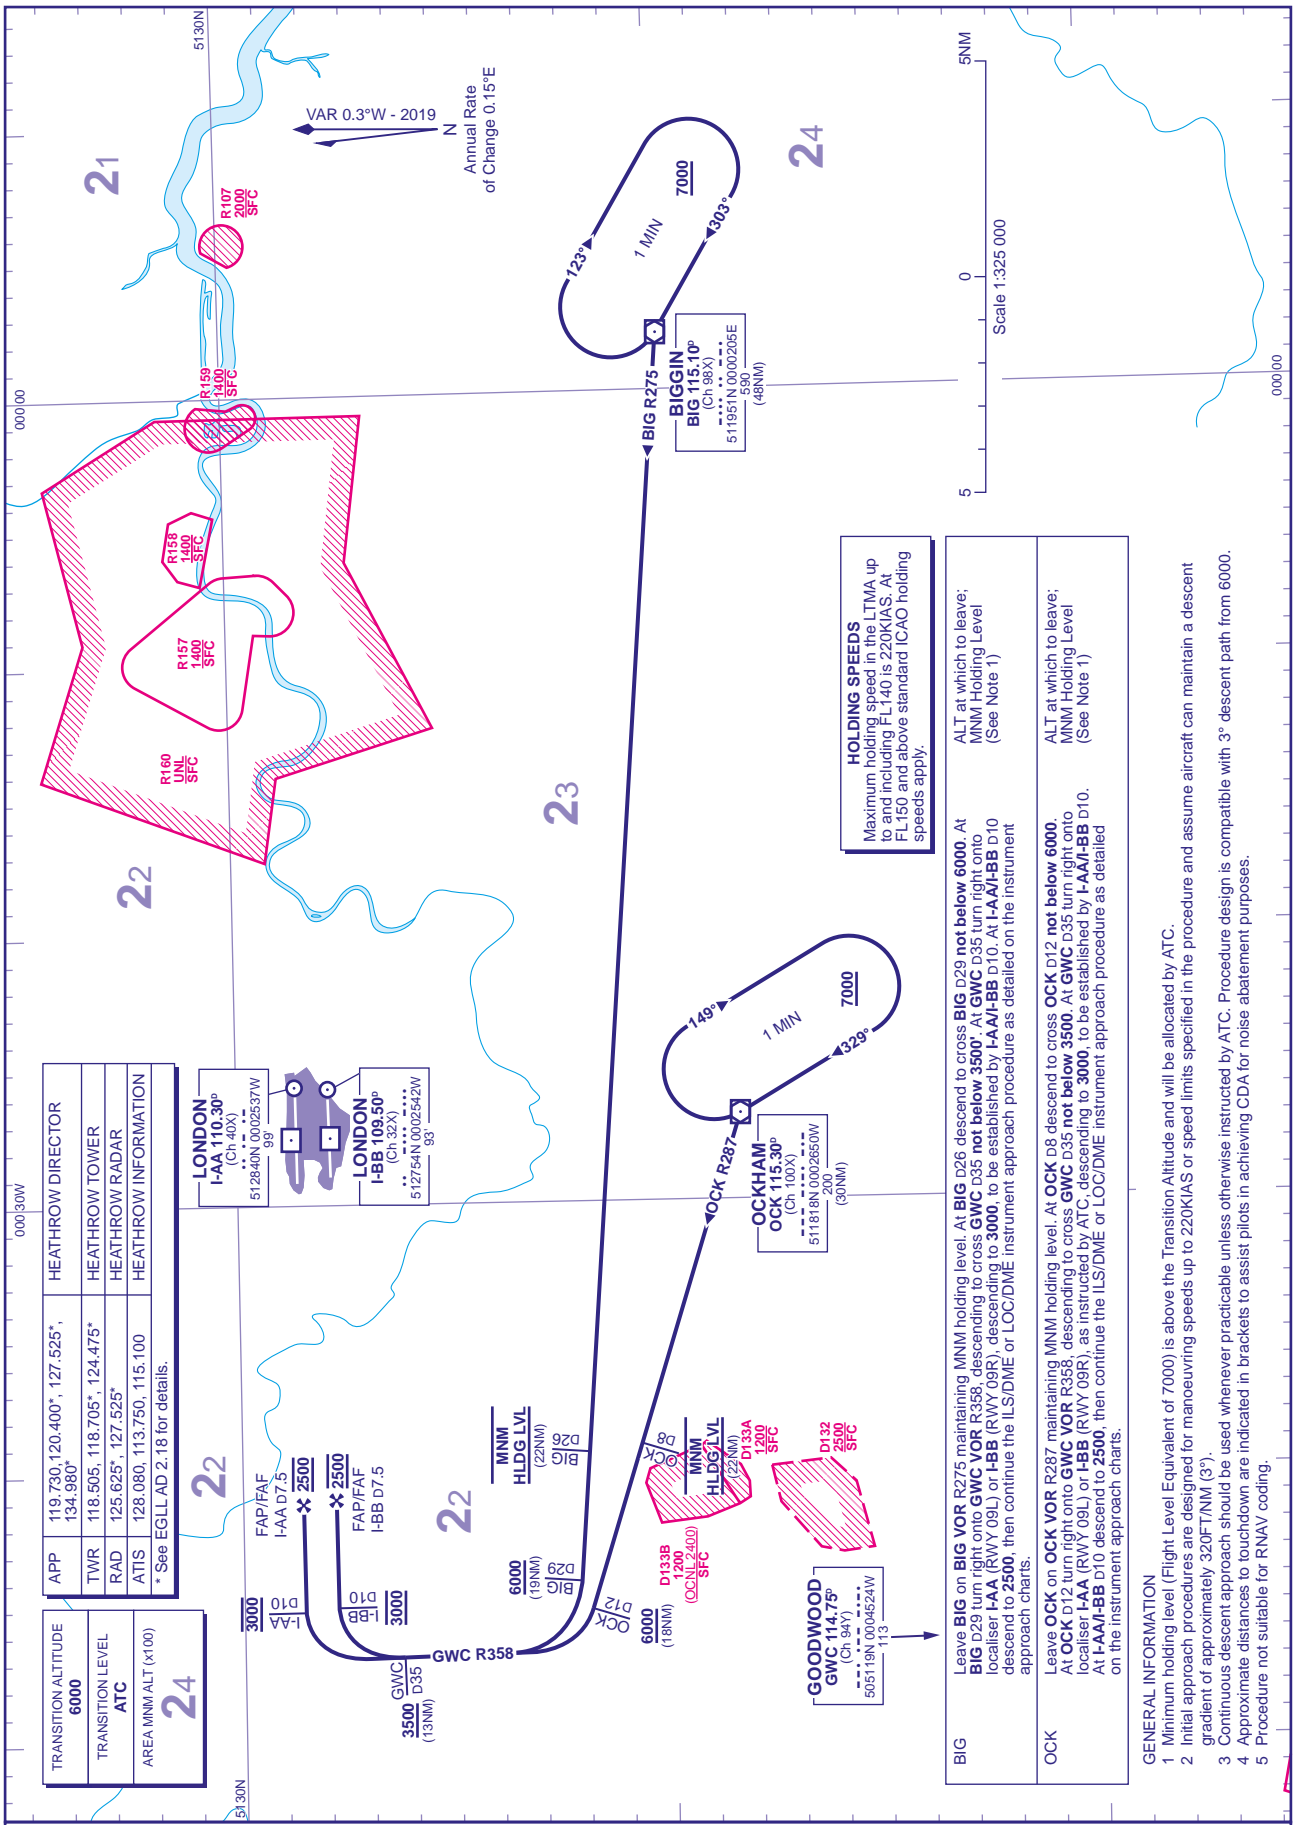 TRANSITION ALTITUDE
6000
TRANSITION LEVEL
ATC
AREA MNM ALT (x100)
24
APP 119.730,120.400*, 127.525*, HEATHROW DIRECTOR
134.980*
TWR 118.505, 118.705*, 124.475* HEATHROW TOWER
RAD 125.625*, 127.525* HEATHROW RADAR
ATIS 128.080, 113.750, 115.100 HEATHROW INFORMATION
* See EGLL AD 2. 18 for details.
000 30W
000 00
5130N
5130N
21
22
22
22
23
24
R160
UNL
SFC
R157
1400
SFC
R158
1400
SFC
R159
1400
SFC
R107
2000
SFC
VAR 0.3°W - 2019
N
Annual Rate
of Change 0.15°E
LONDON
I-AA 110.30ᴰ
(Ch 40X)
512840N 0002537W
99'
LONDON
I-BB 109.50ᴰ
(Ch 32X)
512754N 0002542W
93'
FAP/FAF
I-AA D7.5
2500
2500
FAP/FAF
I-BB D7.5
3000
I-AA
D10
I-BB
D10
3000
GWC R358
GWC
D35
3500
(13NM)
MNM
HLDG LVL
(22NM)
BIG
D26
6000
(19NM)
BIG
D29
OCK
D12
6000
(18NM)
OCK
D8
MNM
HLDG LVL
(22NM)
D133A
1200
SFC
D133B
1200
(OCNL 2400)
SFC
D132
2500
SFC
BIG R275
BIGGIN
BIG 115.10ᴰ
(Ch 98X)
511951N 0000205E
590
(48NM)
123°
1 MIN
303°
7000
OCK R287
OCKHAM
OCK 115.30ᴰ
(Ch 100X)
511818N 0002650W
200
(30NM)
149°
1 MIN
329°
7000
GOODWOOD
GWC 114.75ᴰ
(Ch 94Y)
505119N 0004524W
113
HOLDING SPEEDS
Maximum holding speed in the LTMA up
to and including FL140 is 220KIAS. At
FL150 and above standard ICAO holding
speeds apply.
5 0 5NM
Scale 1:325 000
000 00
BIG Leave BIG on BIG VOR R275 maintaining MNM holding level. At BIG D26 descend to cross BIG D29 not below 6000. At ALT at which to leave;
BIG D29 turn right onto GWC VOR R358, descending to cross GWC D35 not below 3500'. At GWC D35 turn right onto MNM Holding Level
localiser I-AA (RWY 09L) or I-BB (RWY 09R), descending to 3000, to be established by I-AA/I-BB D10. At I-AA/I-BB D10 (See Note 1)
descend to 2500, then continue the ILS/DME or LOC/DME instrument approach procedure as detailed on the instrument
approach charts.
OCK Leave OCK on OCK VOR R287 maintaining MNM holding level. At OCK D8 descend to cross OCK D12 not below 6000. ALT at which to leave;
At OCK D12 turn right onto GWC VOR R358, descending to cross GWC D35 not below 3500. At GWC D35 turn right onto MNM Holding Level
localiser I-AA (RWY 09L) or I-BB (RWY 09R), as instructed by ATC, descending to 3000, to be established by I-AA/I-BB D10. (See Note 1)
At I-AA/I-BB D10 descend to 2500, then continue the ILS/DME or LOC/DME instrument approach procedure as detailed
on the instrument approach charts.
GENERAL INFORMATION
1 Minimum holding level (Flight Level Equivalent of 7000) is above the Transition Altitude and will be allocated by ATC.
2 Initial approach procedures are designed for manoeuvring speeds up to 220KIAS or speed limits specified in the procedure and assume aircraft can maintain a descent
gradient of approximately 320FT/NM (3°).
3 Continuous descent approach should be used whenever practicable unless otherwise instructed by ATC. Procedure design is compatible with 3° descent path from 6000.
4 Approximate distances to touchdown are indicated in brackets to assist pilots in achieving CDA for noise abatement purposes.
5 Procedure not suitable for RNAV coding.